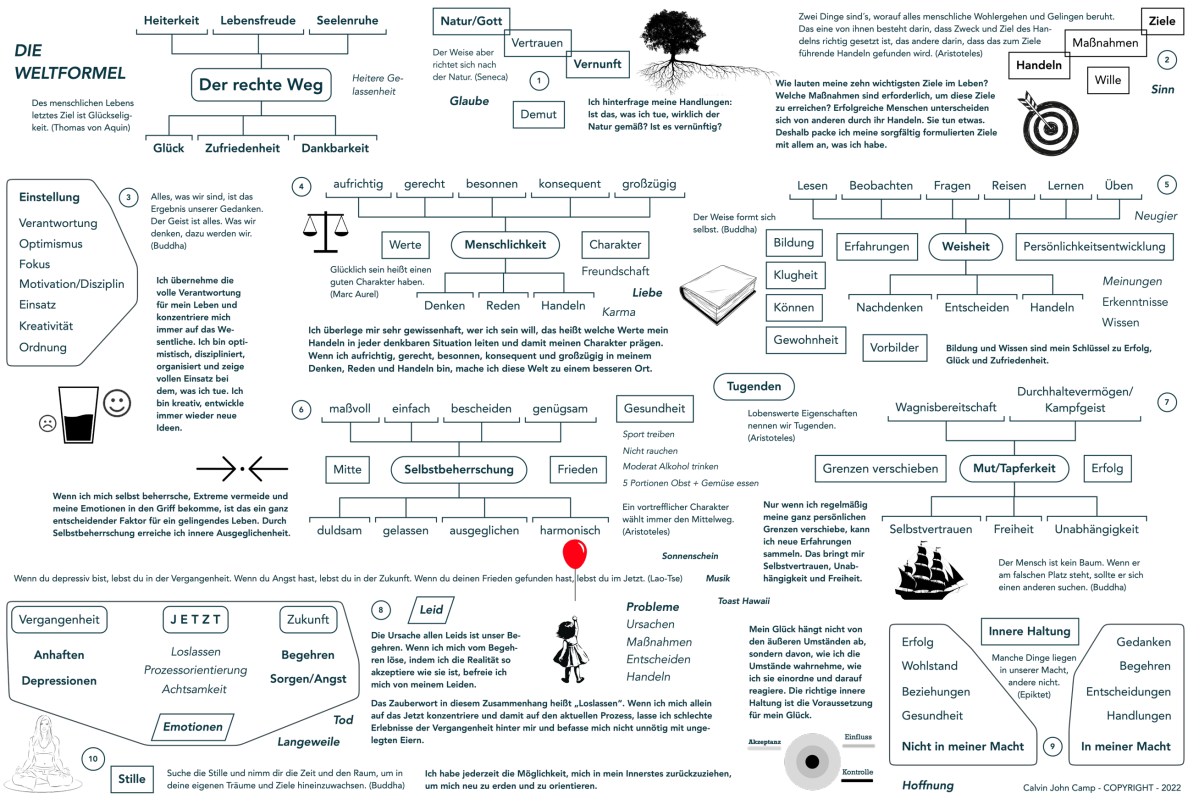 DIE
WELTFORMEL
Des menschlichen Lebens
letztes Ziel ist Glückselig-
keit. (Thomas von Aquin)
Heiterkeit
Lebensfreude
Seelenruhe
Der rechte Weg
Heitere Ge-
lassenheit
Glück
Zufriedenheit
Dankbarkeit
Natur/Gott
Vertrauen
Vernunft
Der Weise aber
richtet sich nach
der Natur. (Seneca)
1
Glaube
Demut
Ich hinterfrage meine Handlungen:
Ist das, was ich tue, wirklich der
Natur gemäß? Ist es vernünftig?
Zwei Dinge sind´s, worauf alles menschliche Wohlergehen und Gelingen beruht.
Das eine von ihnen besteht darin, dass Zweck und Ziel des Han-
delns richtig gesetzt ist, das andere darin, dass das zum Ziele
führende Handeln gefunden wird. (Aristoteles)
Ziele
Maßnahmen
Handeln
2
Wille
Sinn
Wie lauten meine zehn wichtigsten Ziele im Leben?
Welche Maßnahmen sind erforderlich, um diese Ziele
zu erreichen? Erfolgreiche Menschen unterscheiden
sich von anderen durch ihr Handeln. Sie tun etwas.
Deshalb packe ich meine sorgfältig formulierten Ziele
mit allem an, was ich habe.
Einstellung
Verantwortung
Optimismus
Fokus
Motivation/Disziplin
Einsatz
Kreativität
Ordnung
3
Alles, was wir sind, ist das
Ergebnis unserer Gedanken.
Der Geist ist alles. Was wir
denken, dazu werden wir.
(Buddha)
Ich übernehme die
volle Verantwortung
für mein Leben und
konzentriere mich
immer auf das We-
sentliche. Ich bin opti-
mistisch, diszipliniert,
organisiert und zeige
vollen Einsatz bei
dem, was ich tue. Ich
bin kreativ, entwickle
immer wieder neue
Ideen.
4
aufrichtig
gerecht
besonnen
konsequent
großzügig
Werte
Menschlichkeit
Charakter
Glücklich sein heißt einen
guten Charakter haben.
(Marc Aurel)
Freundschaft
Liebe
Karma
Denken
Reden
Handeln
Ich überlege mir sehr gewissenhaft, wer ich sein will, das heißt welche Werte mein
Handeln in jeder denkbaren Situation leiten und damit meinen Charakter prägen.
Wenn ich aufrichtig, gerecht, besonnen, konsequent und großzügig in meinem
Denken, Reden und Handeln bin, mache ich diese Welt zu einem besseren Ort.
Lesen
Beobachten
Fragen
Reisen
Lernen
Üben
5
Neugier
Der Weise formt sich
selbst. (Buddha)
Bildung
Klugheit
Können
Gewohnheit
Erfahrungen
Weisheit
Persönlichkeitsentwicklung
Meinungen
Erkenntnisse
Wissen
Nachdenken
Entscheiden
Handeln
Vorbilder
Bildung und Wissen sind mein Schlüssel zu Erfolg,
Glück und Zufriedenheit.
Tugenden
Lobenswerte Eigenschaften
nennen wir Tugenden.
(Aristoteles)
6
maßvoll
einfach
bescheiden
genügsam
Gesundheit
Sport treiben
Nicht rauchen
Moderat Alkohol trinken
5 Portionen Obst + Gemüse essen
Mitte
Selbstbeherrschung
Frieden
duldsam
gelassen
ausgeglichen
harmonisch
Ein vortrefflicher Charakter
wählt immer den Mittelweg.
(Aristoteles)
Wenn ich mich selbst beherrsche, Extreme vermeide und
meine Emotionen in den Griff bekomme, ist das ein ganz
entscheidender Faktor für ein gelingendes Leben. Durch
Selbstbeherrschung erreiche ich innere Ausgeglichenheit.
Wagnisbereitschaft
Durchhaltevermögen/
Kampfgeist
7
Grenzen verschieben
Mut/Tapferkeit
Erfolg
Selbstvertrauen
Freiheit
Unabhängigkeit
Nur wenn ich regelmäßig
meine ganz persönlichen
Grenzen verschiebe, kann
ich neue Erfahrungen
sammeln. Das bringt mir
Selbstvertrauen, Unab-
hängigkeit und Freiheit.
Der Mensch ist kein Baum. Wenn er
am falschen Platz steht, sollte er sich
einen anderen suchen. (Buddha)
Sonnenschein
Musik
Toast Hawaii
Wenn du depressiv bist, lebst du in der Vergangenheit. Wenn du Angst hast, lebst du in der Zukunft. Wenn du deinen Frieden gefunden hast, lebst du im Jetzt. (Lao-Tse)
Vergangenheit
JETZT
Zukunft
Anhaften
Depressionen
Loslassen
Prozessorientierung
Achtsamkeit
Begehren
Sorgen/Angst
Emotionen
Tod
Langeweile
8
Leid
Die Ursache allen Leids ist unser Be-
gehren. Wenn ich mich vom Begeh-
ren löse, indem ich die Realität so
akzeptiere wie sie ist, befreie ich
mich von meinem Leiden.
Das Zauberwort in diesem Zusammenhang heißt „Loslassen“. Wenn ich mich allein
auf das Jetzt konzentriere und damit auf den aktuellen Prozess, lasse ich schlechte
Erlebnisse der Vergangenheit hinter mir und befasse mich nicht unnötig mit unge-
legten Eiern.
Probleme
Ursachen
Maßnahmen
Entscheiden
Handeln
Mein Glück hängt nicht von
den äußeren Umständen ab,
sondern davon, wie ich die
Umstände wahrnehme, wie
ich sie einordne und darauf
reagiere. Die richtige innere
Haltung ist die Voraussetzung
für mein Glück.
Akzeptanz
Einfluss
Kontrolle
Erfolg
Wohlstand
Beziehungen
Gesundheit
Nicht in meiner Macht
Innere Haltung
Manche Dinge liegen
in unserer Macht,
andere nicht.
(Epiktet)
9
Gedanken
Begehren
Entscheidungen
Handlungen
In meiner Macht
Hoffnung
10
Stille
Suche die Stille und nimm dir die Zeit und den Raum, um in
deine eigenen Träume und Ziele hineinzuwachsen. (Buddha)
Ich habe jederzeit die Möglichkeit, mich in mein Innerstes zurückzuziehen,
um mich neu zu erden und zu orientieren.
Calvin John Camp - COPYRIGHT - 2022